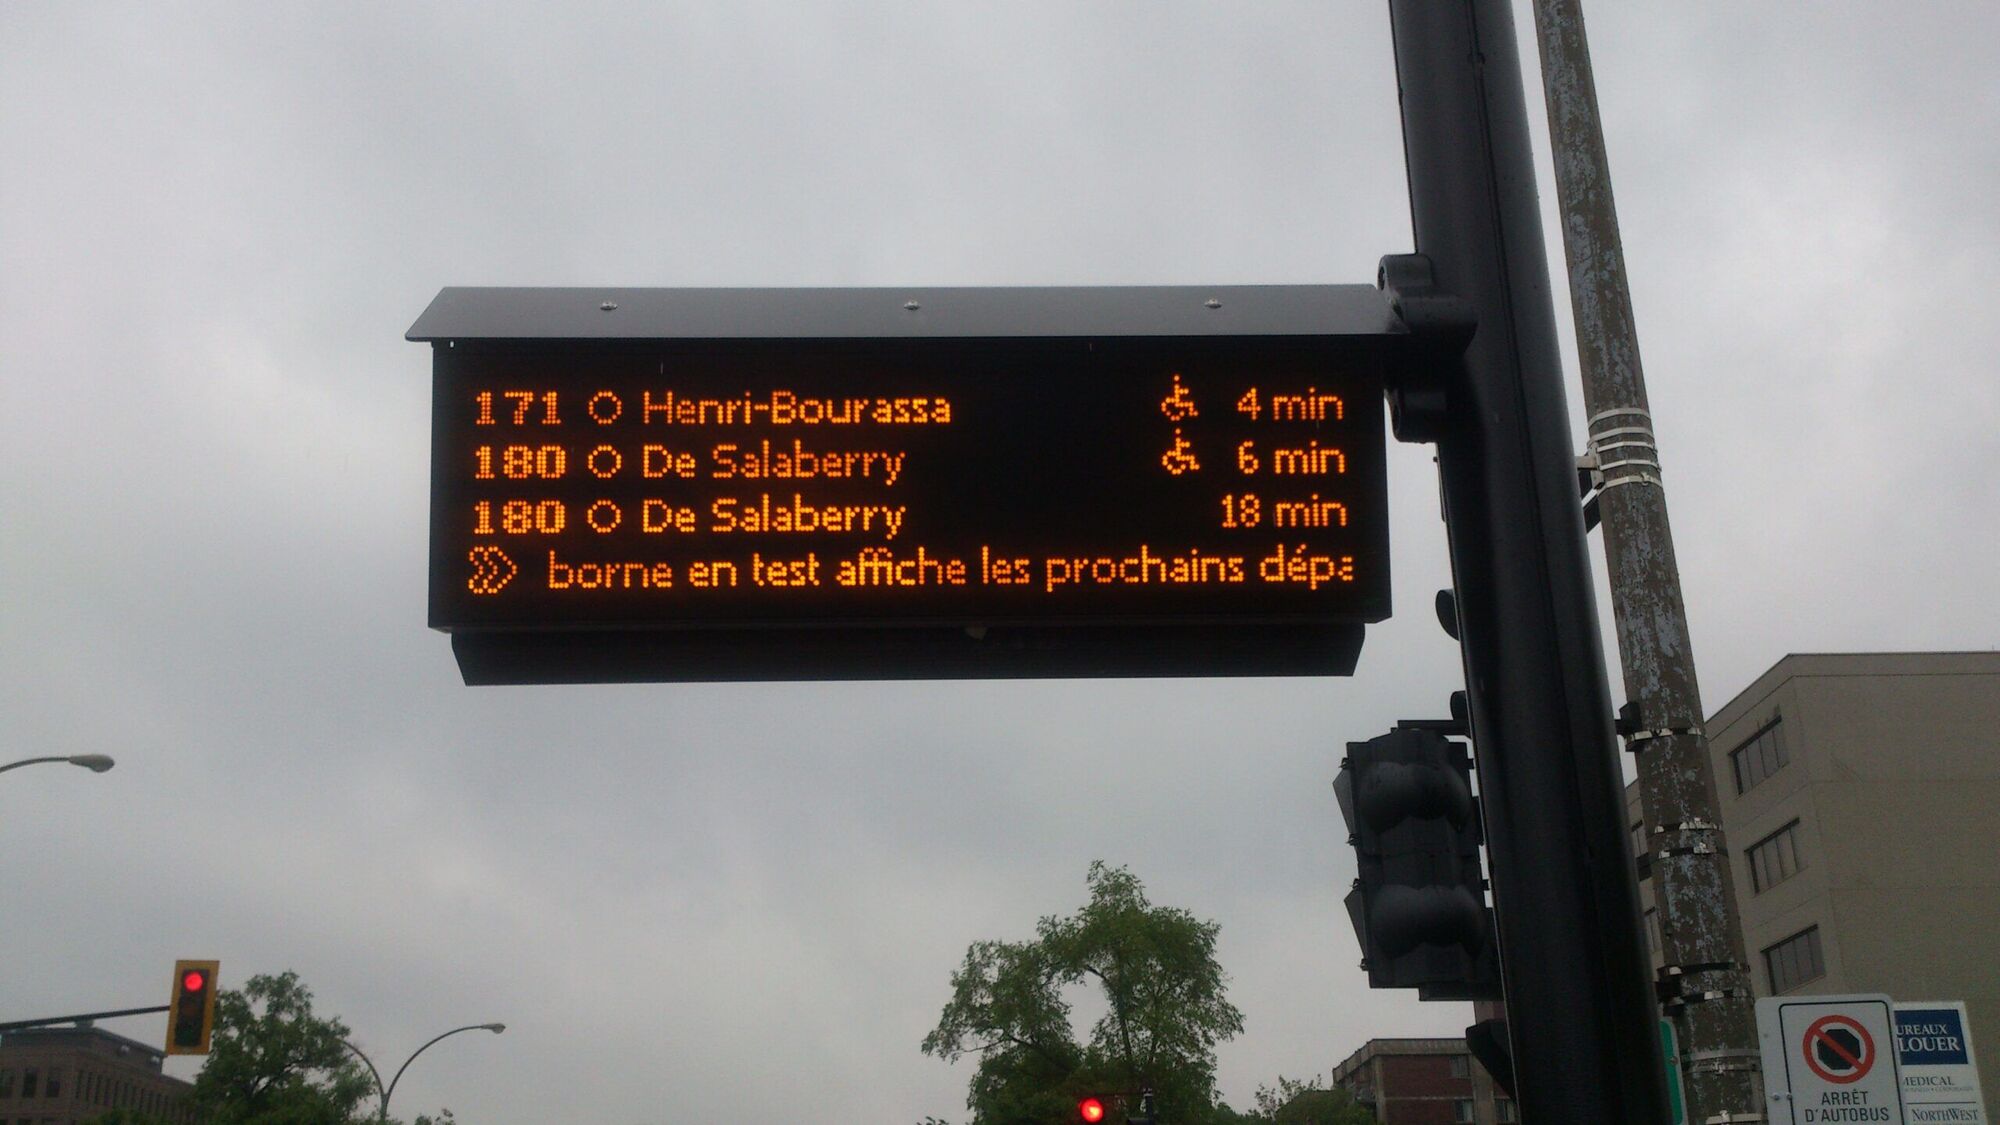 171 Henri-Bourassa 4 min
180 De Salaberry 6 min
180 De Salaberry 18 min
borne en test affiche les prochains dépa
ARRÊT
D'AUTOBUS
UREAUX
LOUER
MEDICAL
NORTHWEST